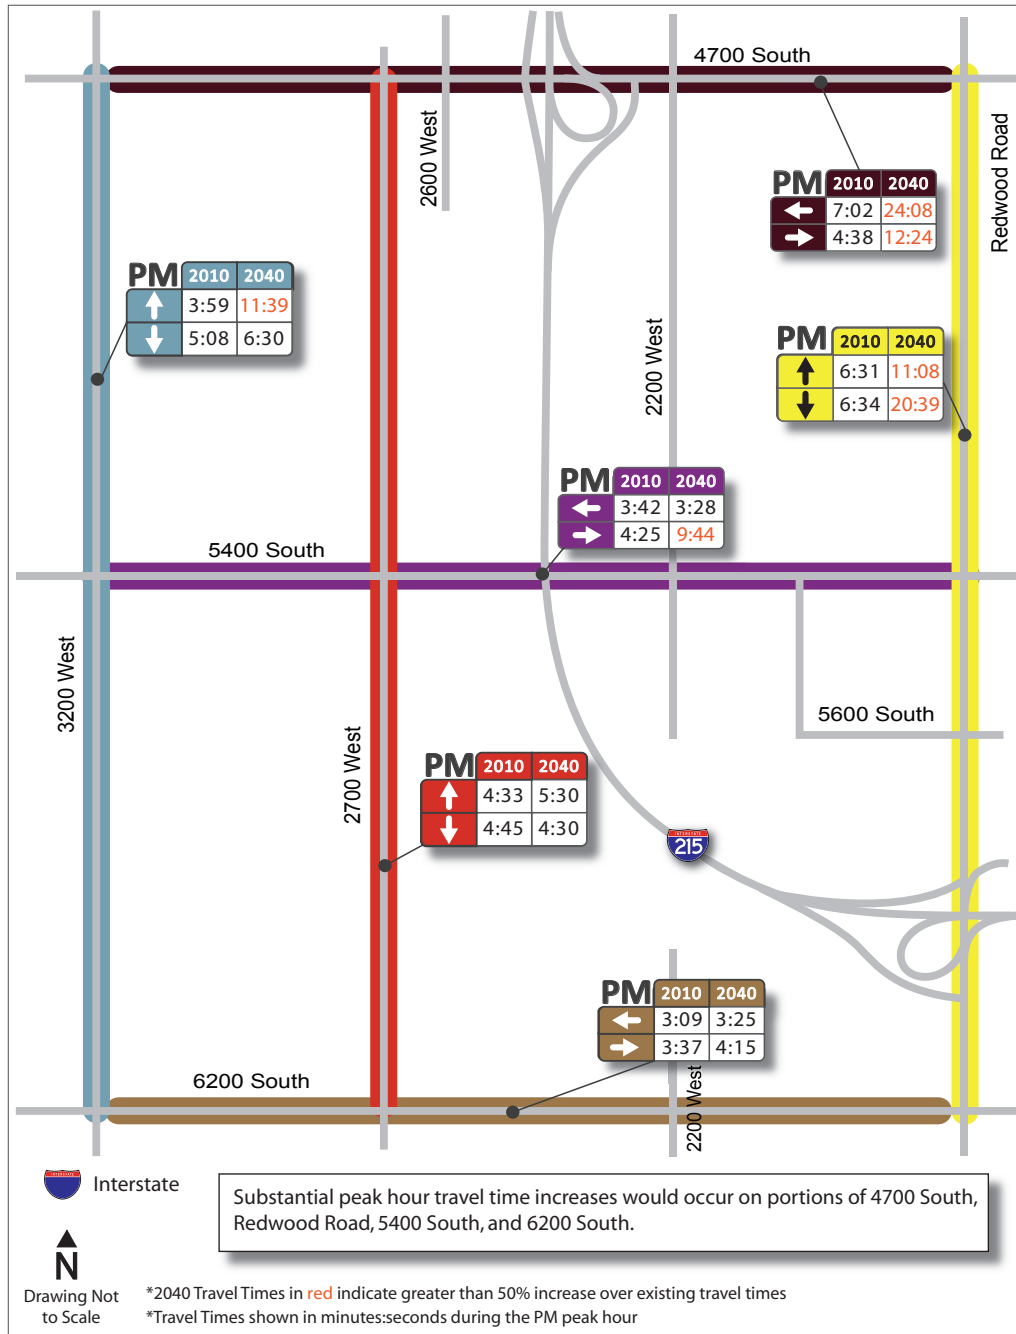 4700 South
2600 West
Redwood Road
PM 2010 2040
7:02 24:08
4:38 12:24
PM 2010 2040
3:59 11:39
5:08 6:30
2200 West
PM 2010 2040
6:31 11:08
6:34 20:39
PM 2010 2040
3:42 3:28
4:25 9:44
5400 South
3200 West
2700 West
5600 South
PM 2010 2040
4:33 5:30
4:45 4:30
INTERSTATE
215
PM 2010 2040
3:09 3:25
3:37 4:15
6200 South
2200 West
INTERSTATE
Interstate
Substantial peak hour travel time increases would occur on portions of 4700 South,
Redwood Road, 5400 South, and 6200 South.
N
Drawing Not
to Scale
*2040 Travel Times in red indicate greater than 50% increase over existing travel times
*Travel Times shown in minutes:seconds during the PM peak hour